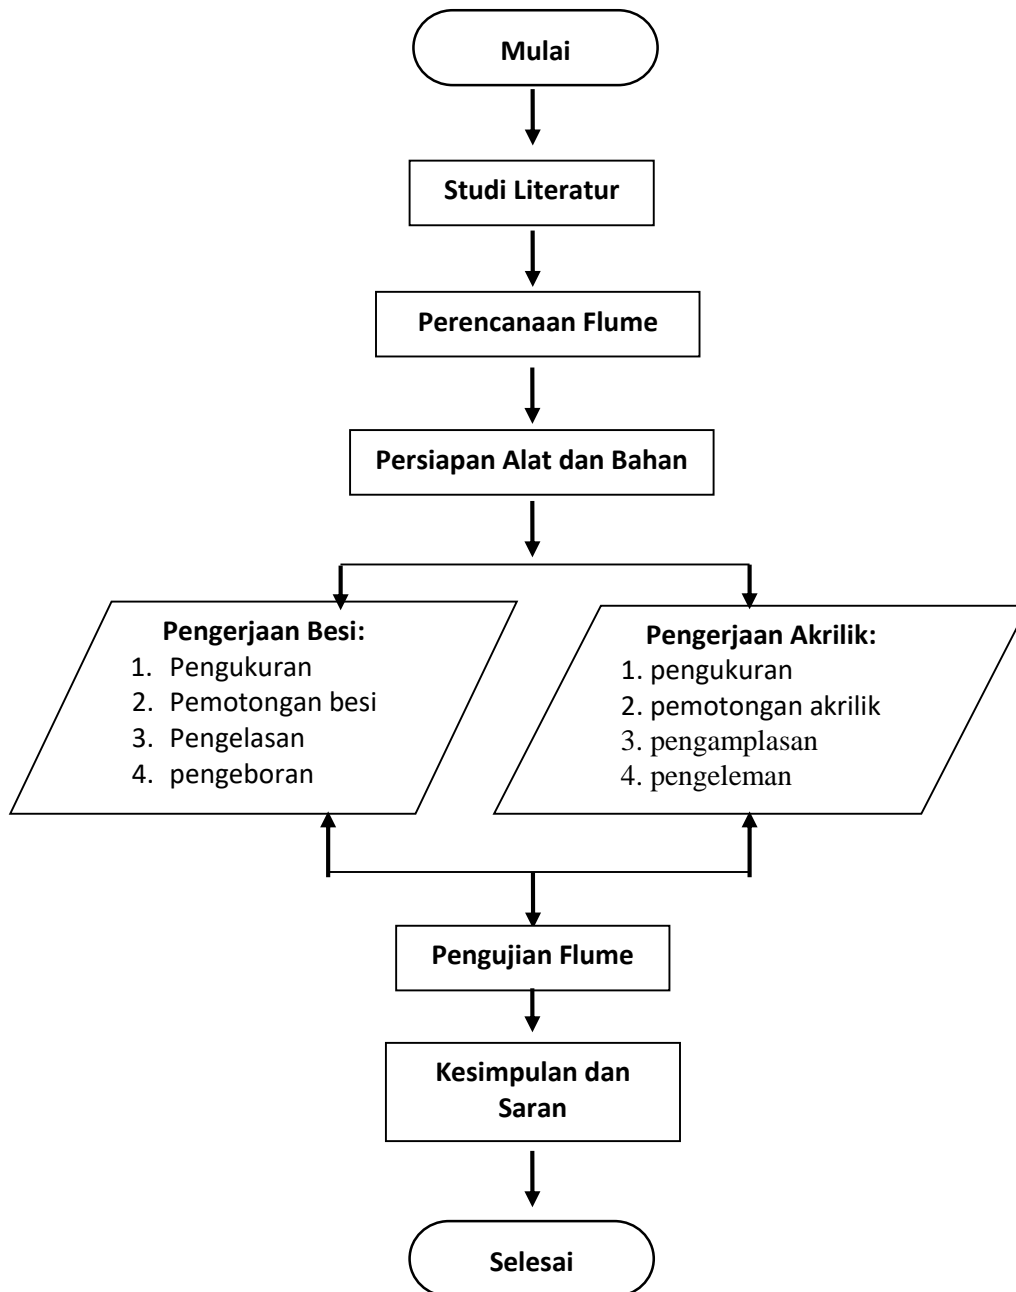 Mulai
Studi Literatur
Perencanaan Flume
Persiapan Alat dan Bahan
Pengerjaan Besi:
1. Pengukuran
2. Pemotongan besi
3. Pengelasan
4. pengeboran
Pengerjaan Akrilik:
1. pengukuran
2. pemotongan akrilik
3. pengamplasan
4. pengeleman
Pengujian Flume
Kesimpulan dan
Saran
Selesai